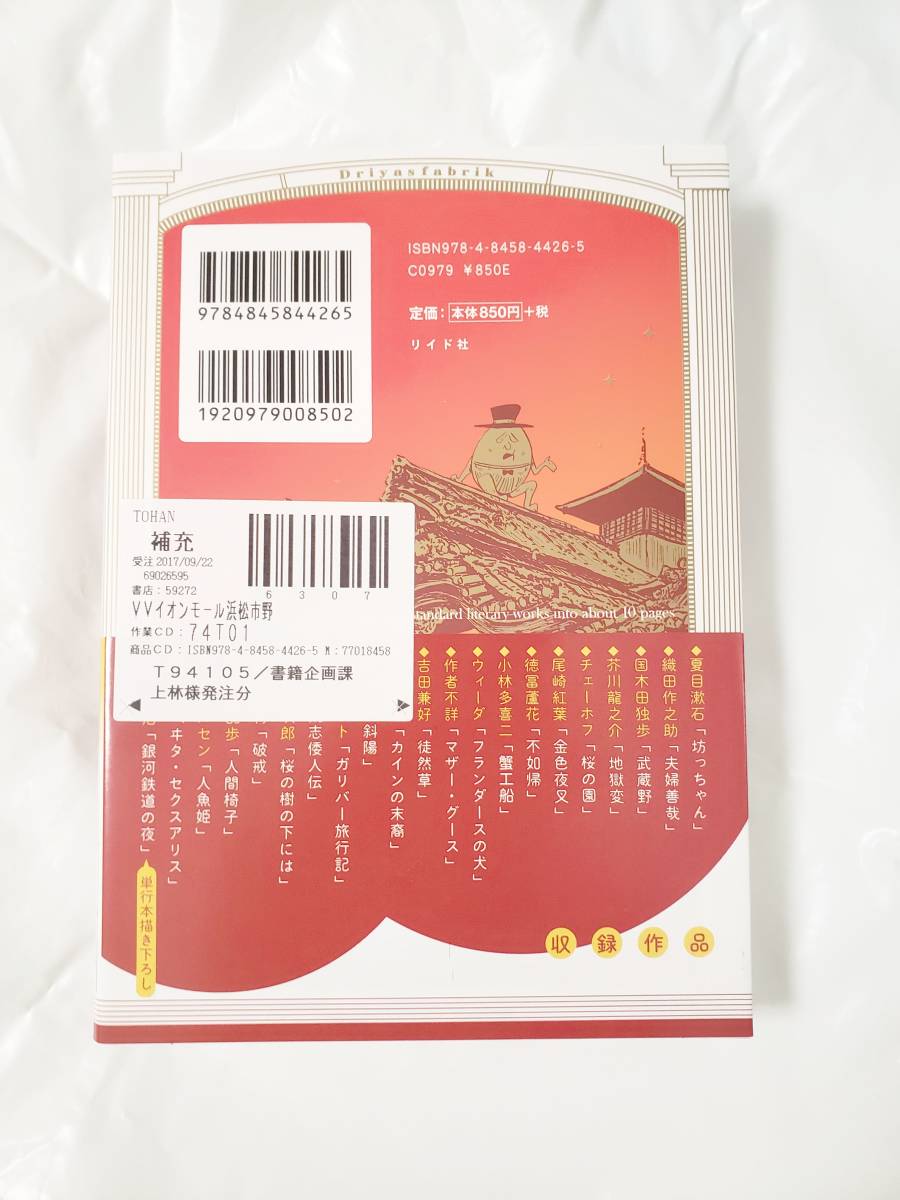 Driyasfabrik
ISBN978-4-8458-4426-5
C0979 ¥850E
9784845844265
定価：本体850円+税
リイド社
1920979008502
TOHAN
補充
受注 2017/09/22
69026595
書店：59272
6307
VVイオンモール浜松市野
作業CD：74T01
商品CD：ISBN978-4-8458-4426-5 M：77018458
T94105／書籍企画課
上林様発注分
standard literary works into about 10 pages
◆夏目漱石「坊っちゃん」
◆織田作之助「夫婦善哉」
◆国木田独歩「武蔵野」
◆芥川龍之介「地獄変」
◆チェーホフ「桜の園」
◆尾崎紅葉「金色夜叉」
◆徳冨蘆花「不如帰」
◆小林多喜二「蟹工船」
◆ウィーダ「フランダースの犬」
◆作者不詳「マザー・グース」
◆吉田兼好「徒然草」
「カインの末裔」
斜陽」
ト「ガリバー旅行記」
志倭人伝」
郎「桜の樹の下には」
「破戒」
歩「人間椅子」
セン「人魚姫」
ヰタ・セクスアリス」
「銀河鉄道の夜」
単行本描き下ろし
収録作品